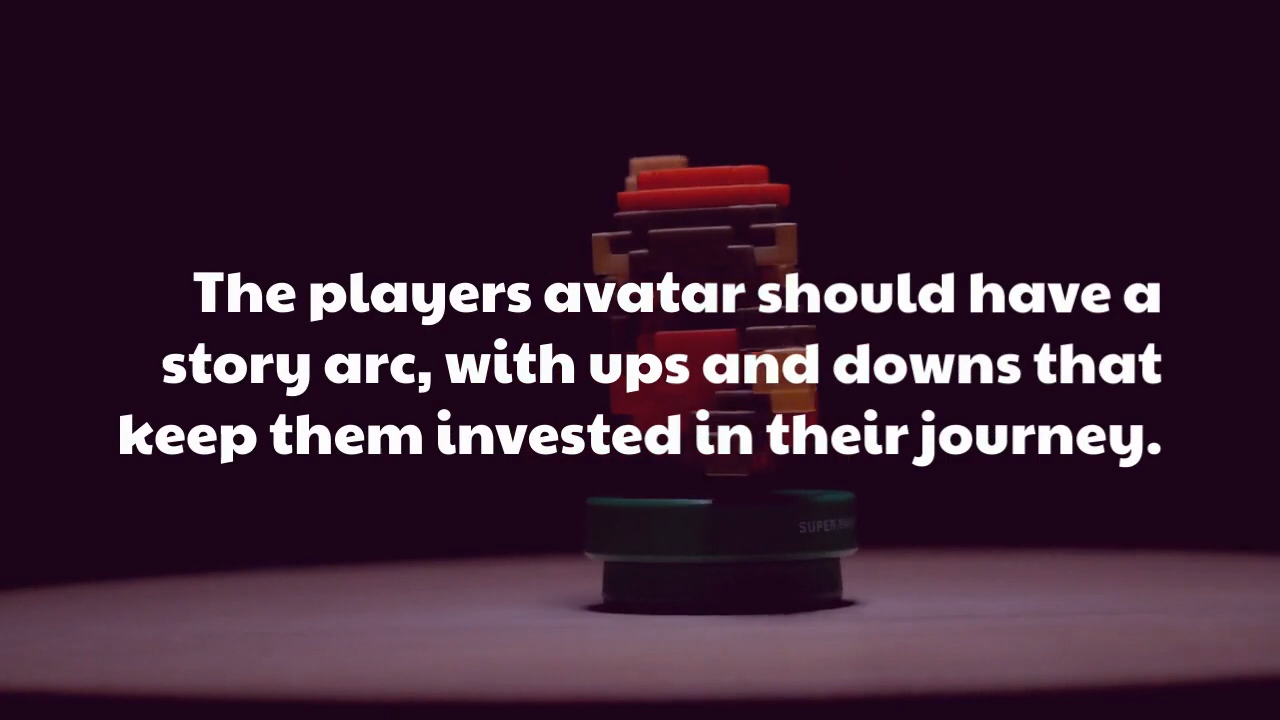 The players avatar should have a
story arc, with ups and downs that
keep them invested in their journey.
SUPER